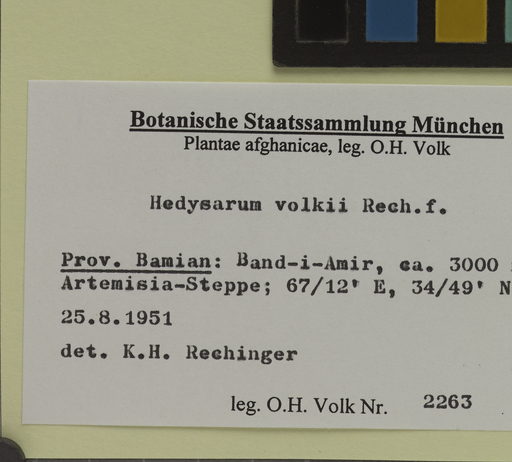 Botanische Staatssammlung München
Plantae afghanicae, leg. O.H. Volk
Hedysarum volkii Rech.f.
Prov. Bamian: Band-i-Amir, ca. 3000
Artemisia-Steppe; 67/12' E, 34/49' N
25.8.1951
det. K.H. Rechinger
leg. O.H. Volk Nr. 2263